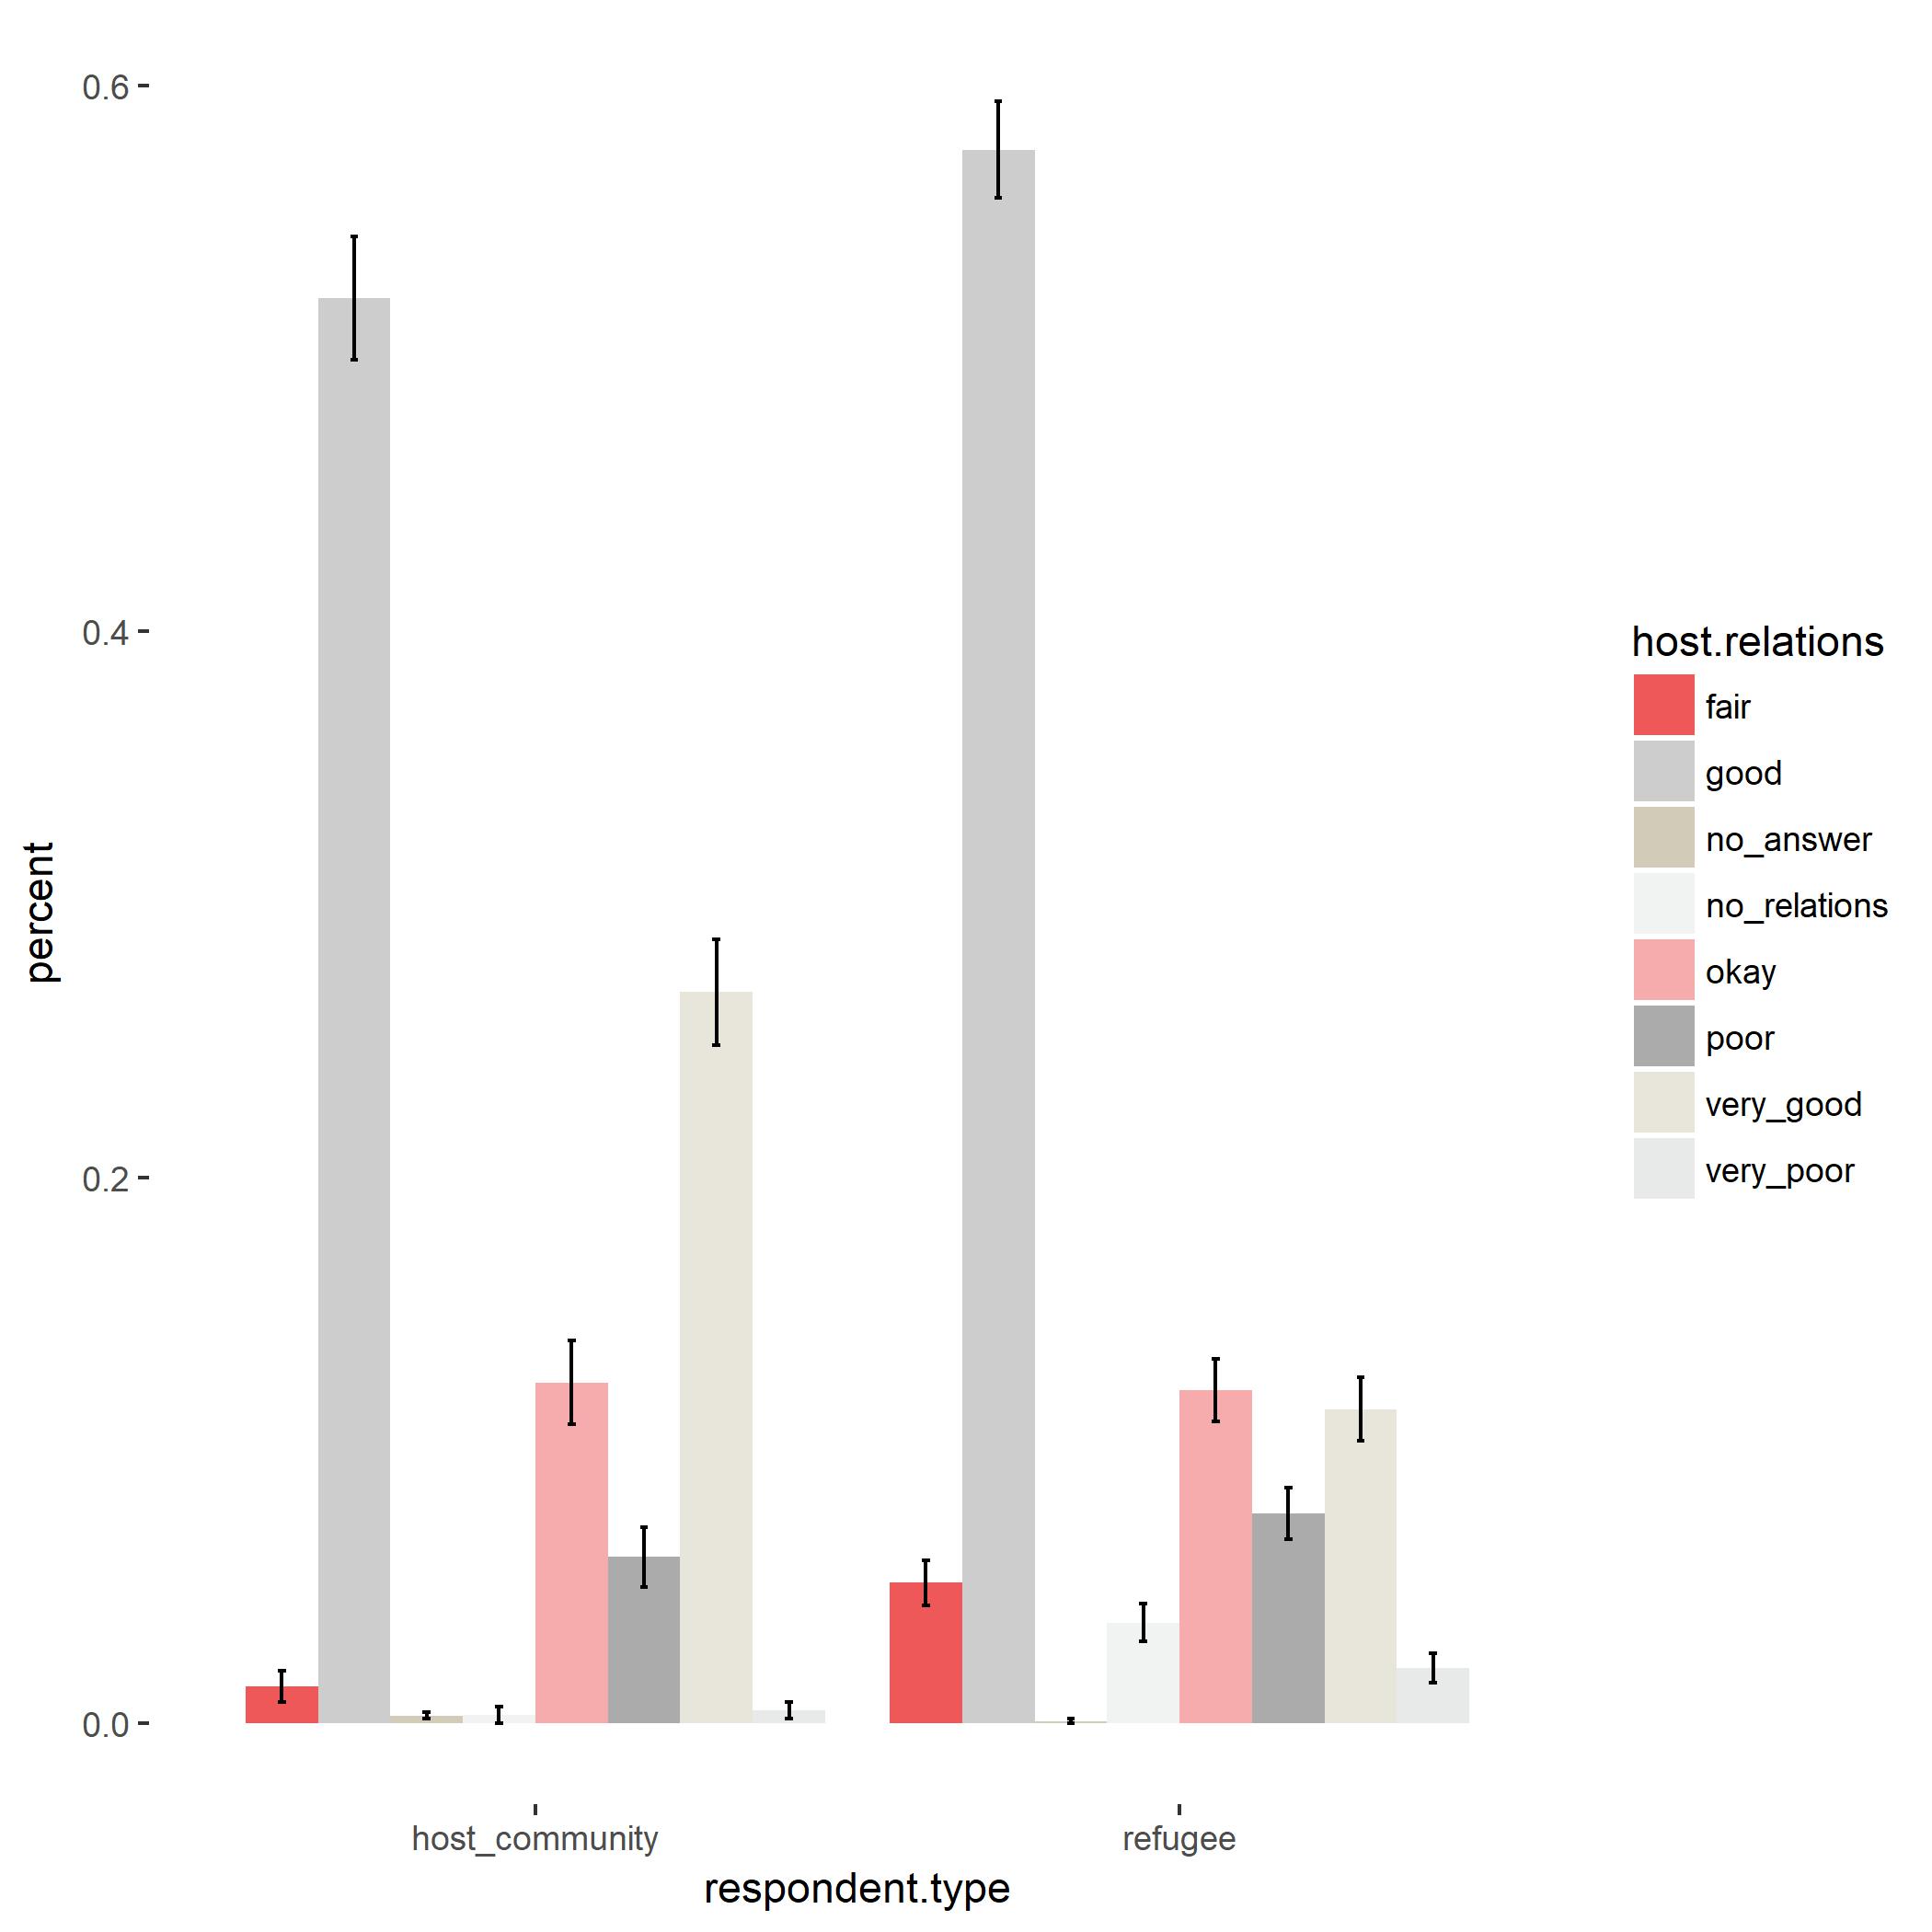 0.6
0.4
0.2
0.0
percent
host_community
refugee
respondent.type
host.relations
fair
good
no_answer
no_relations
okay
poor
very_good
very_poor